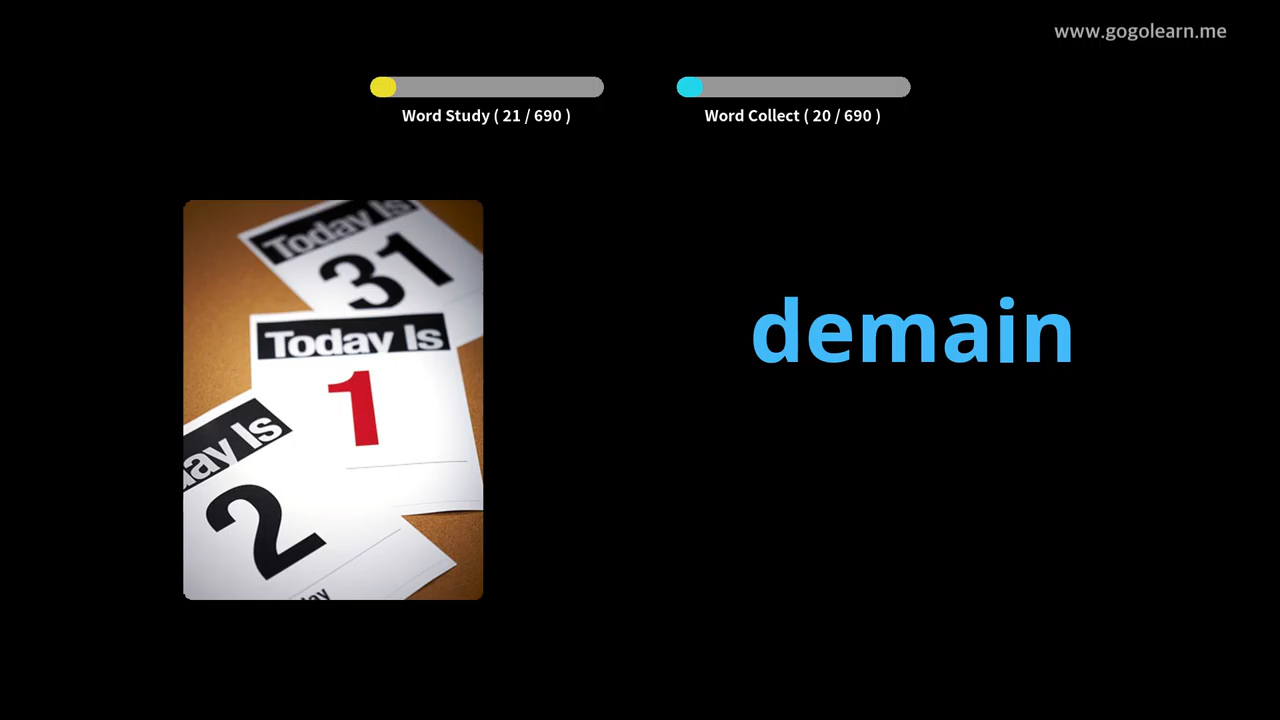 www.gogolearn.me
Word Study ( 21 / 690 )
Word Collect ( 20 / 690 )
Today Is
31
Today Is
1
ay Is
2
ay
demain